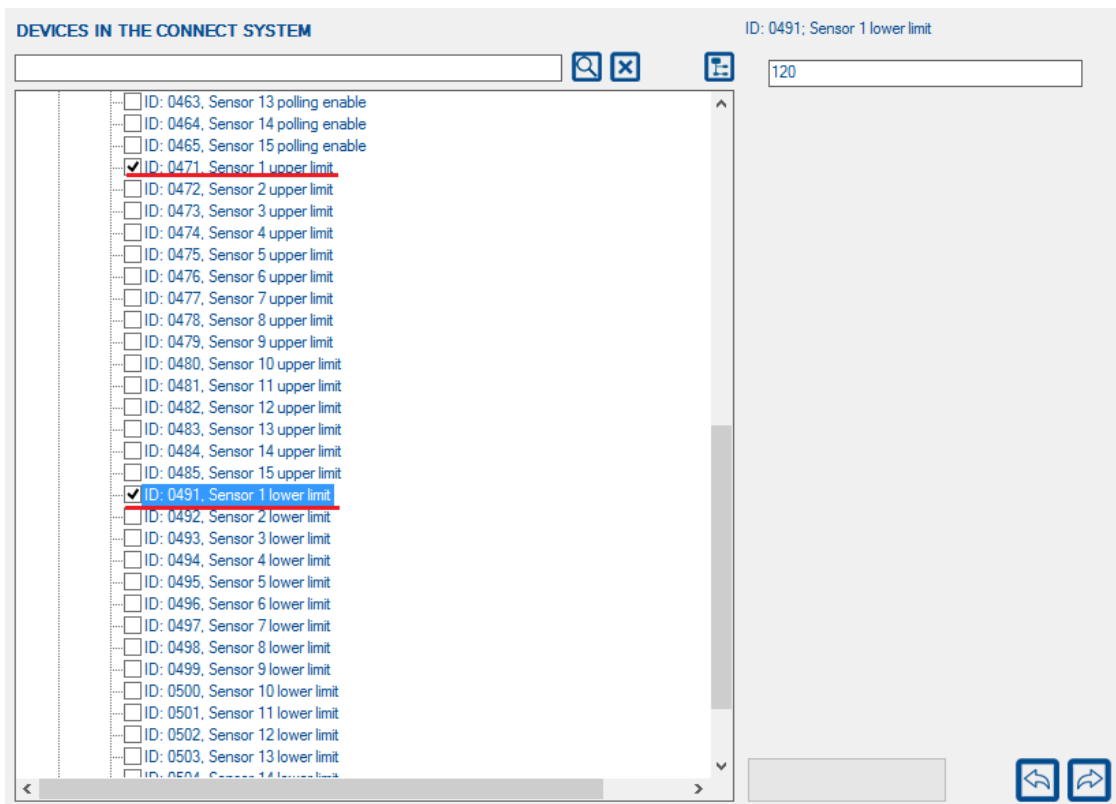 DEVICES IN THE CONNECT SYSTEM
ID: 0491; Sensor 1 lower limit
120
ID: 0463, Sensor 13 polling enable
ID: 0464, Sensor 14 polling enable
ID: 0465, Sensor 15 polling enable
ID: 0471, Sensor 1 upper limit
ID: 0472, Sensor 2 upper limit
ID: 0473, Sensor 3 upper limit
ID: 0474, Sensor 4 upper limit
ID: 0475, Sensor 5 upper limit
ID: 0476, Sensor 6 upper limit
ID: 0477, Sensor 7 upper limit
ID: 0478, Sensor 8 upper limit
ID: 0479, Sensor 9 upper limit
ID: 0480, Sensor 10 upper limit
ID: 0481, Sensor 11 upper limit
ID: 0482, Sensor 12 upper limit
ID: 0483, Sensor 13 upper limit
ID: 0484, Sensor 14 upper limit
ID: 0485, Sensor 15 upper limit
ID: 0491, Sensor 1 lower limit
ID: 0492, Sensor 2 lower limit
ID: 0493, Sensor 3 lower limit
ID: 0494, Sensor 4 lower limit
ID: 0495, Sensor 5 lower limit
ID: 0496, Sensor 6 lower limit
ID: 0497, Sensor 7 lower limit
ID: 0498, Sensor 8 lower limit
ID: 0499, Sensor 9 lower limit
ID: 0500, Sensor 10 lower limit
ID: 0501, Sensor 11 lower limit
ID: 0502, Sensor 12 lower limit
ID: 0503, Sensor 13 lower limit
ID: 0504, Sensor 14 lower limit